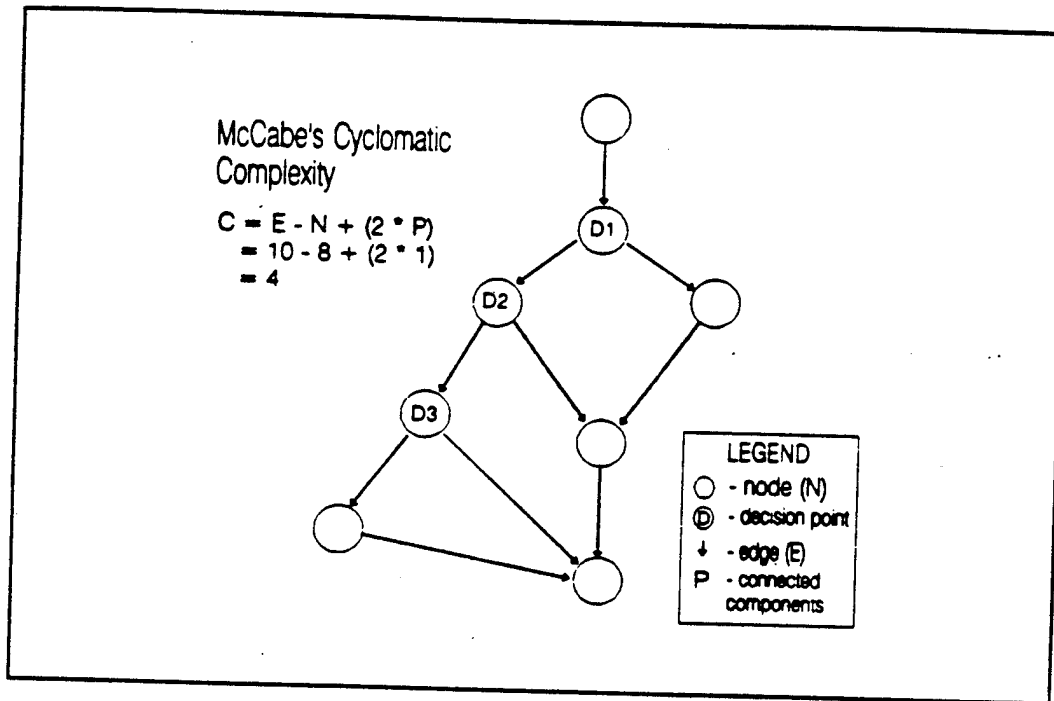 McCabe's Cyclomatic
Complexity
C = E - N + (2 * P)
= 10 - 8 + (2 * 1)
= 4
D1
D2
D3
LEGEND
- node (N)
D - decision point
- edge (E)
P - connected
components